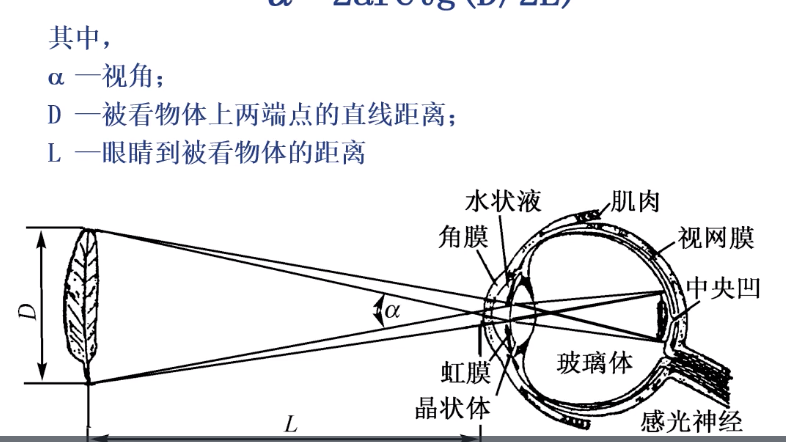 α=2arctg(D/2L)
其中，
α —视角；
D —被看物体上两端点的直线距离；
L —眼睛到被看物体的距离
水状液
肌肉
角膜
视网膜
中央凹
D
α
玻璃体
虹膜
晶状体
感光神经
L